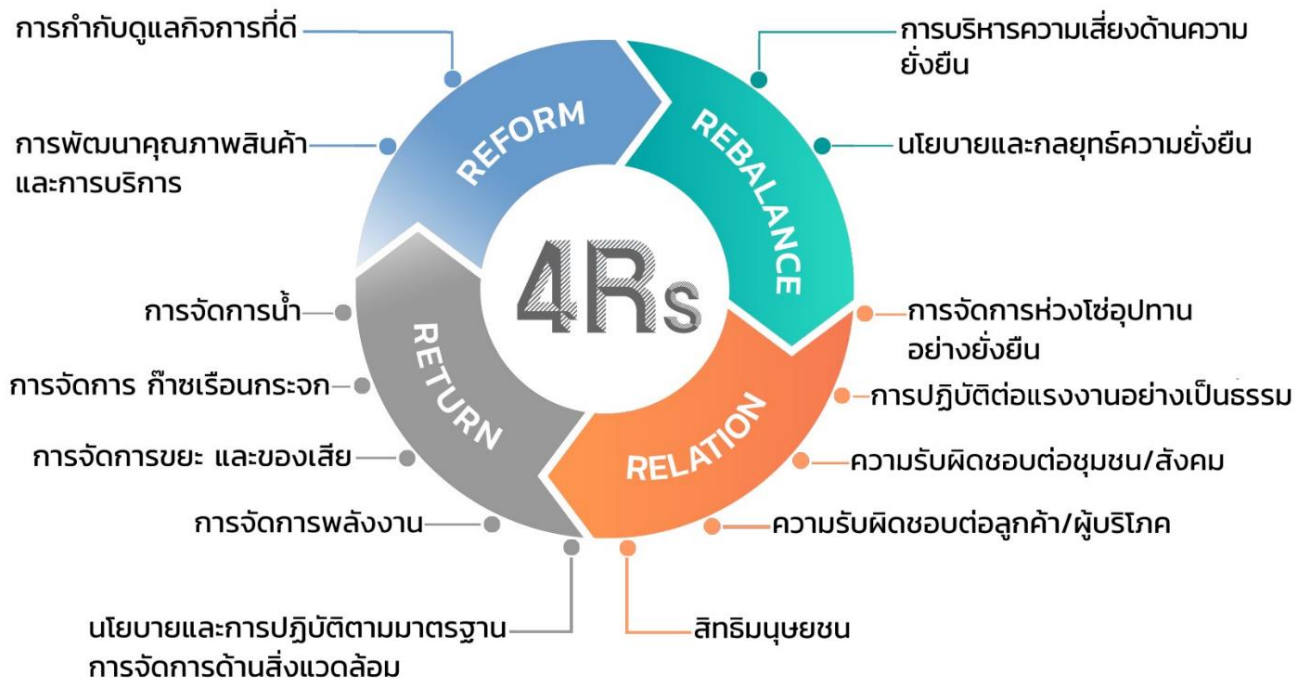 การกำกับดูแลกิจการที่ดี
การพัฒนาคุณภาพสินค้า
และการบริการ
REFORM
การบริหารความเสี่ยงด้านความ
ยั่งยืน
นโยบายและกลยุทธ์ความยั่งยืน
REBALANCE
4Rs
การจัดการห่วงโซ่อุปทาน
อย่างยั่งยืน
การปฏิบัติต่อแรงงานอย่างเป็นธรรม
ความรับผิดชอบต่อชุมชน/สังคม
ความรับผิดชอบต่อลูกค้า/ผู้บริโภค
สิทธิมนุษยชน
RELATION
การจัดการน้ำ
การจัดการ ก๊าซเรือนกระจก
การจัดการขยะ และของเสีย
การจัดการพลังงาน
นโยบายและการปฏิบัติตามมาตรฐาน
การจัดการด้านสิ่งแวดล้อม
RETURN